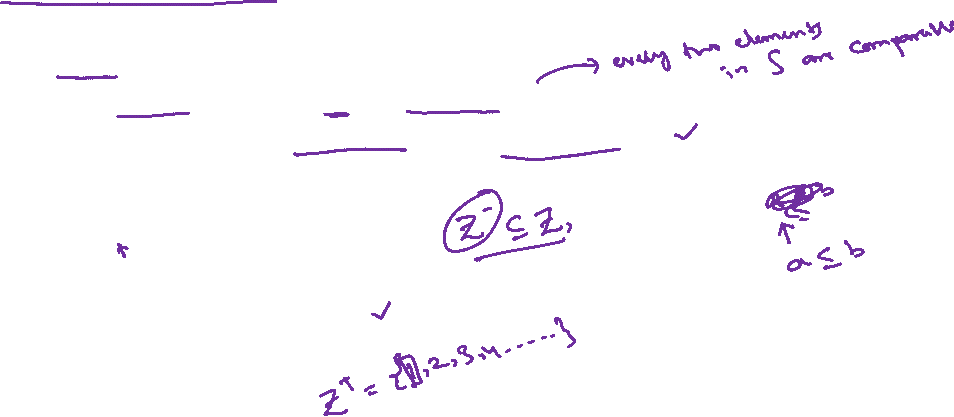 every two elements
in S are comparable
Z⁻ ⊆ Z,
a ≤ b
Z⁺ = {1, 2, 3, 4 ......}